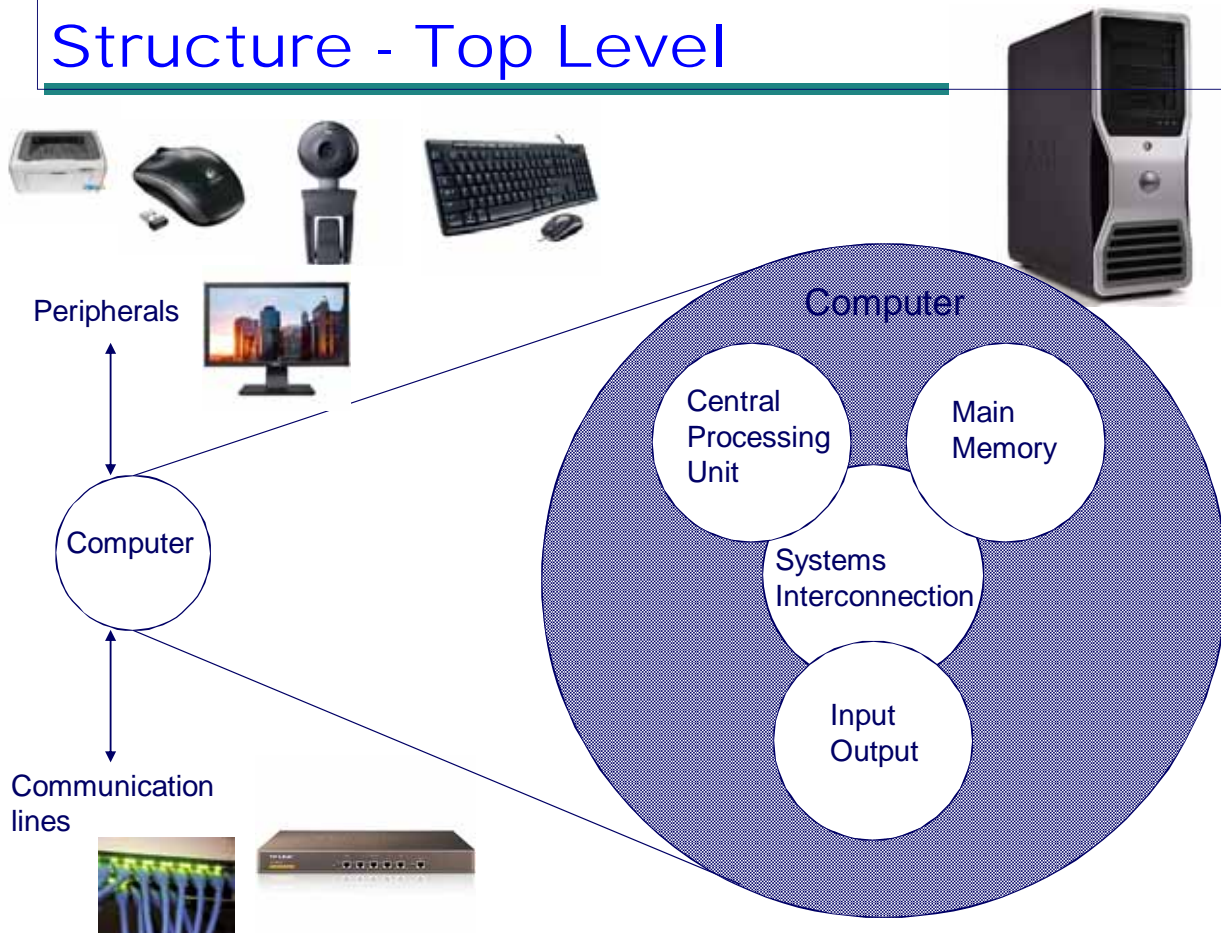 Structure - Top Level
Peripherals
Computer
Communication
lines
Computer
Central
Processing
Unit
Main
Memory
Systems
Interconnection
Input
Output